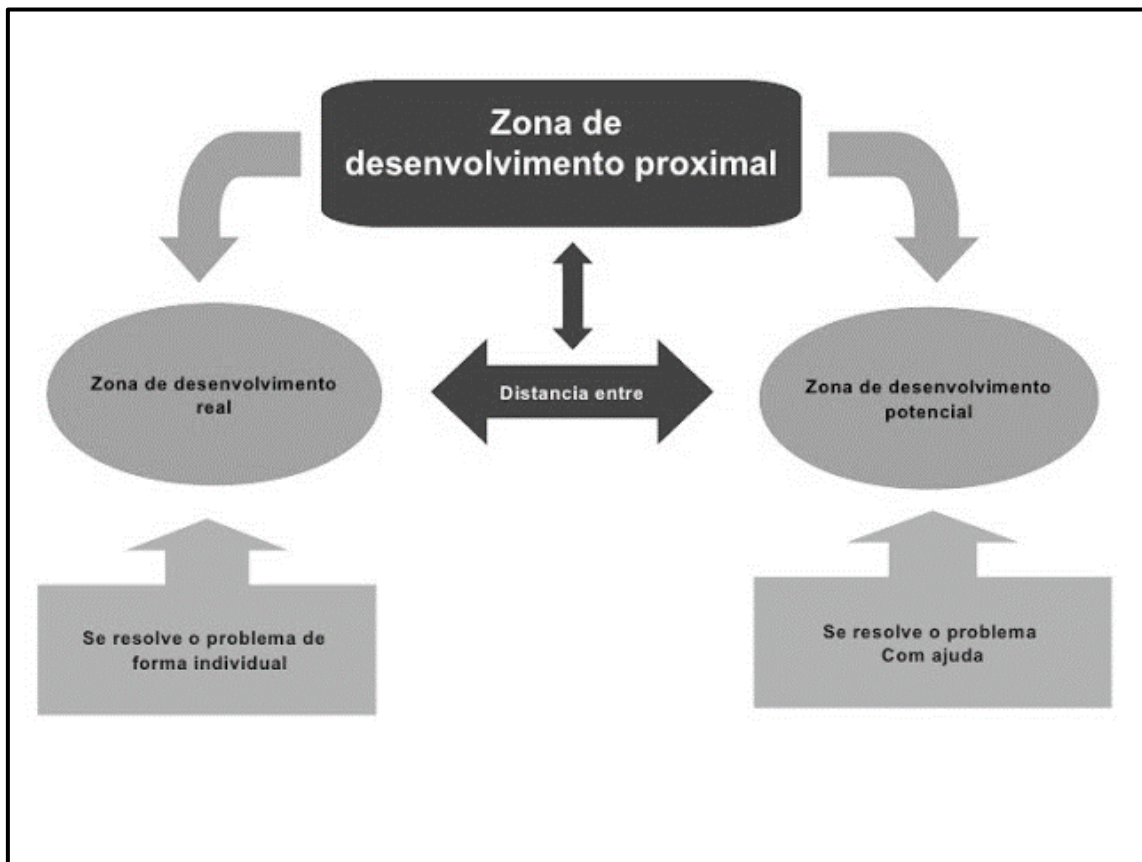 Zona de
desenvolvimento proximal
Zona de desenvolvimento
real
Distancia entre
Zona de desenvolvimento
potencial
Se resolve o problema de
forma individual
Se resolve o problema
Com ajuda